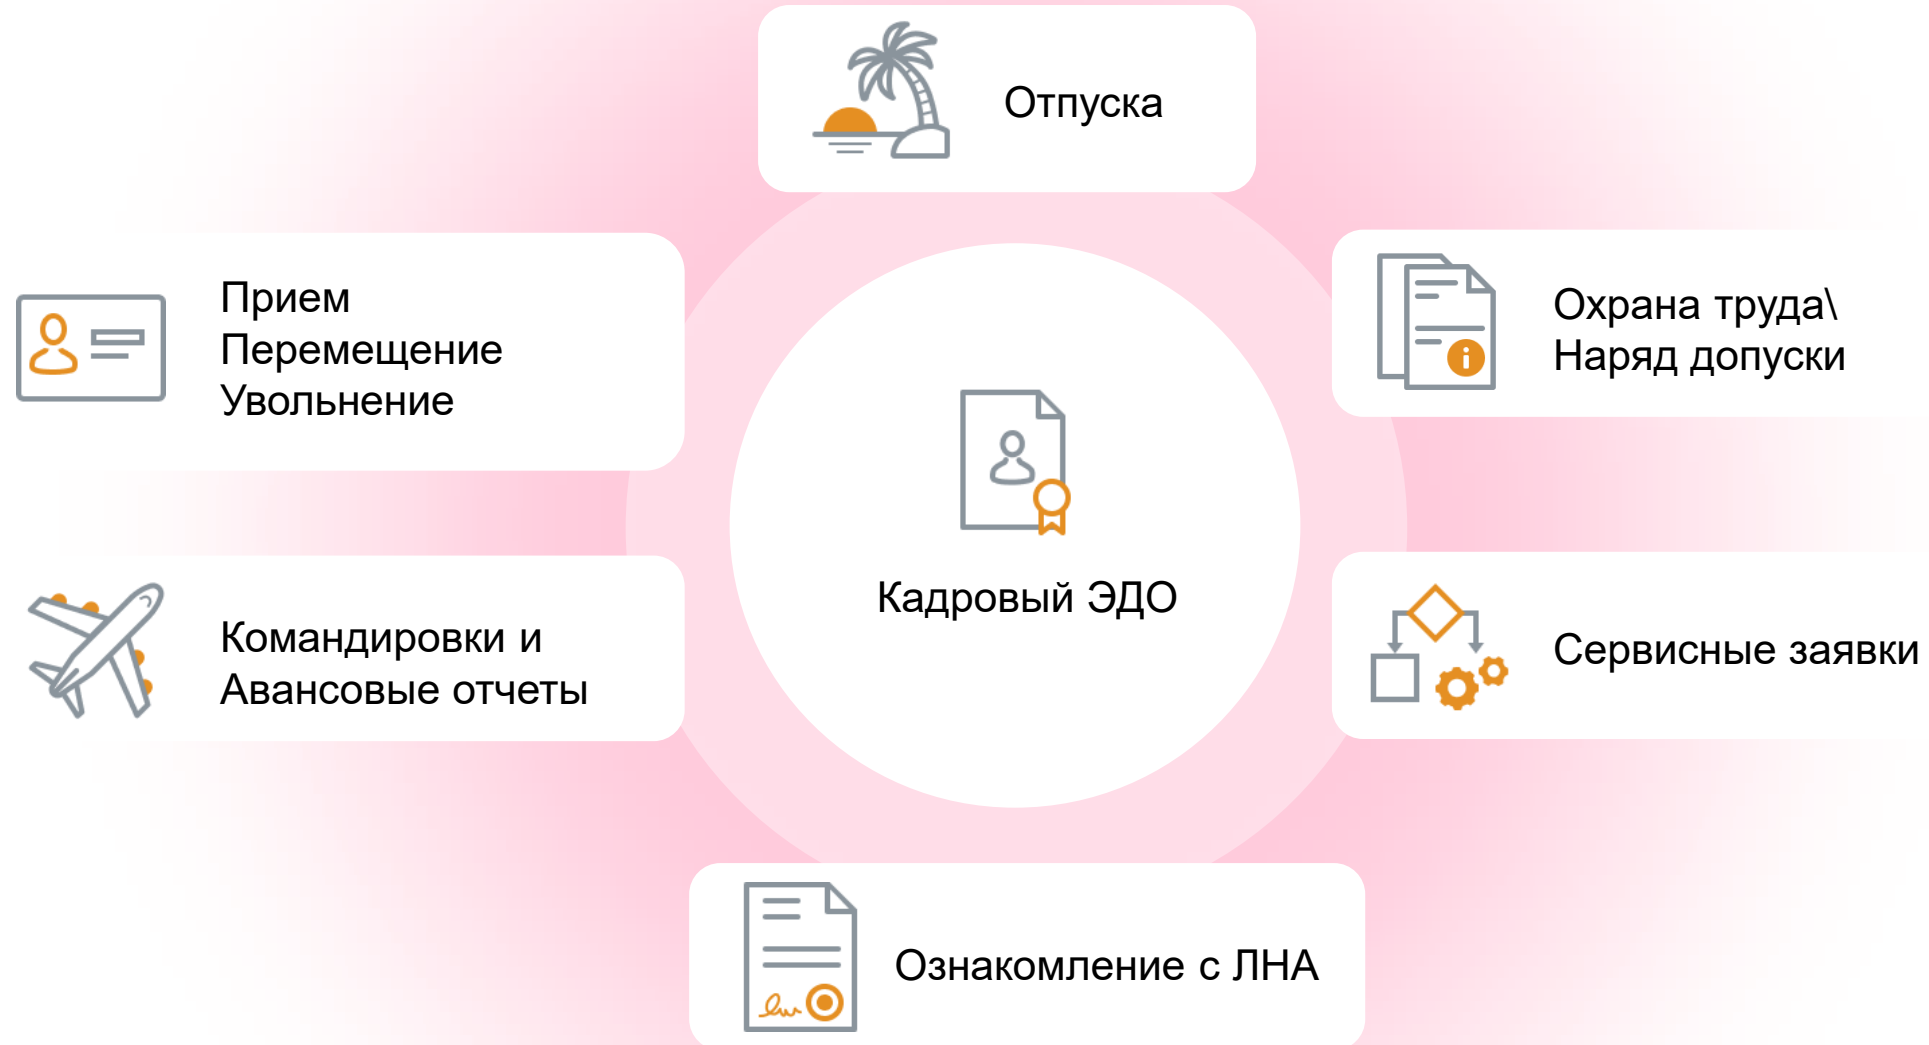 Отпуска
Прием
Перемещение
Увольнение
Охрана труда\
Наряд допуски
Кадровый ЭДО
Командировки и
Авансовые отчеты
Сервисные заявки
Ознакомление с ЛНА